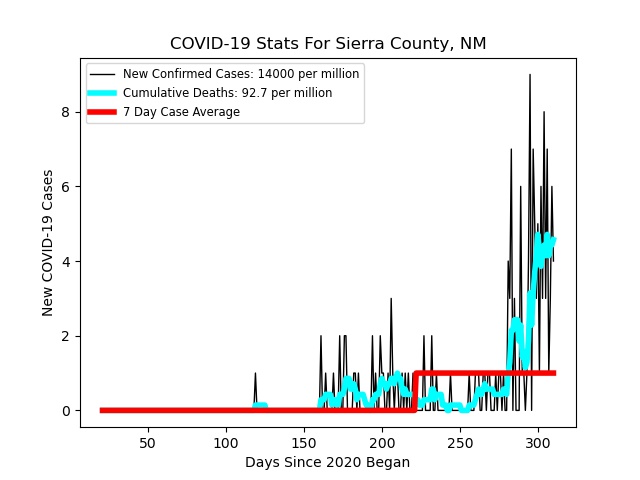 COVID-19 Stats For Sierra County, NM
New Confirmed Cases: 14000 per million
Cumulative Deaths: 92.7 per million
7 Day Case Average
New COVID-19 Cases
8
6
4
2
0
50 100 150 200 250 300
Days Since 2020 Began